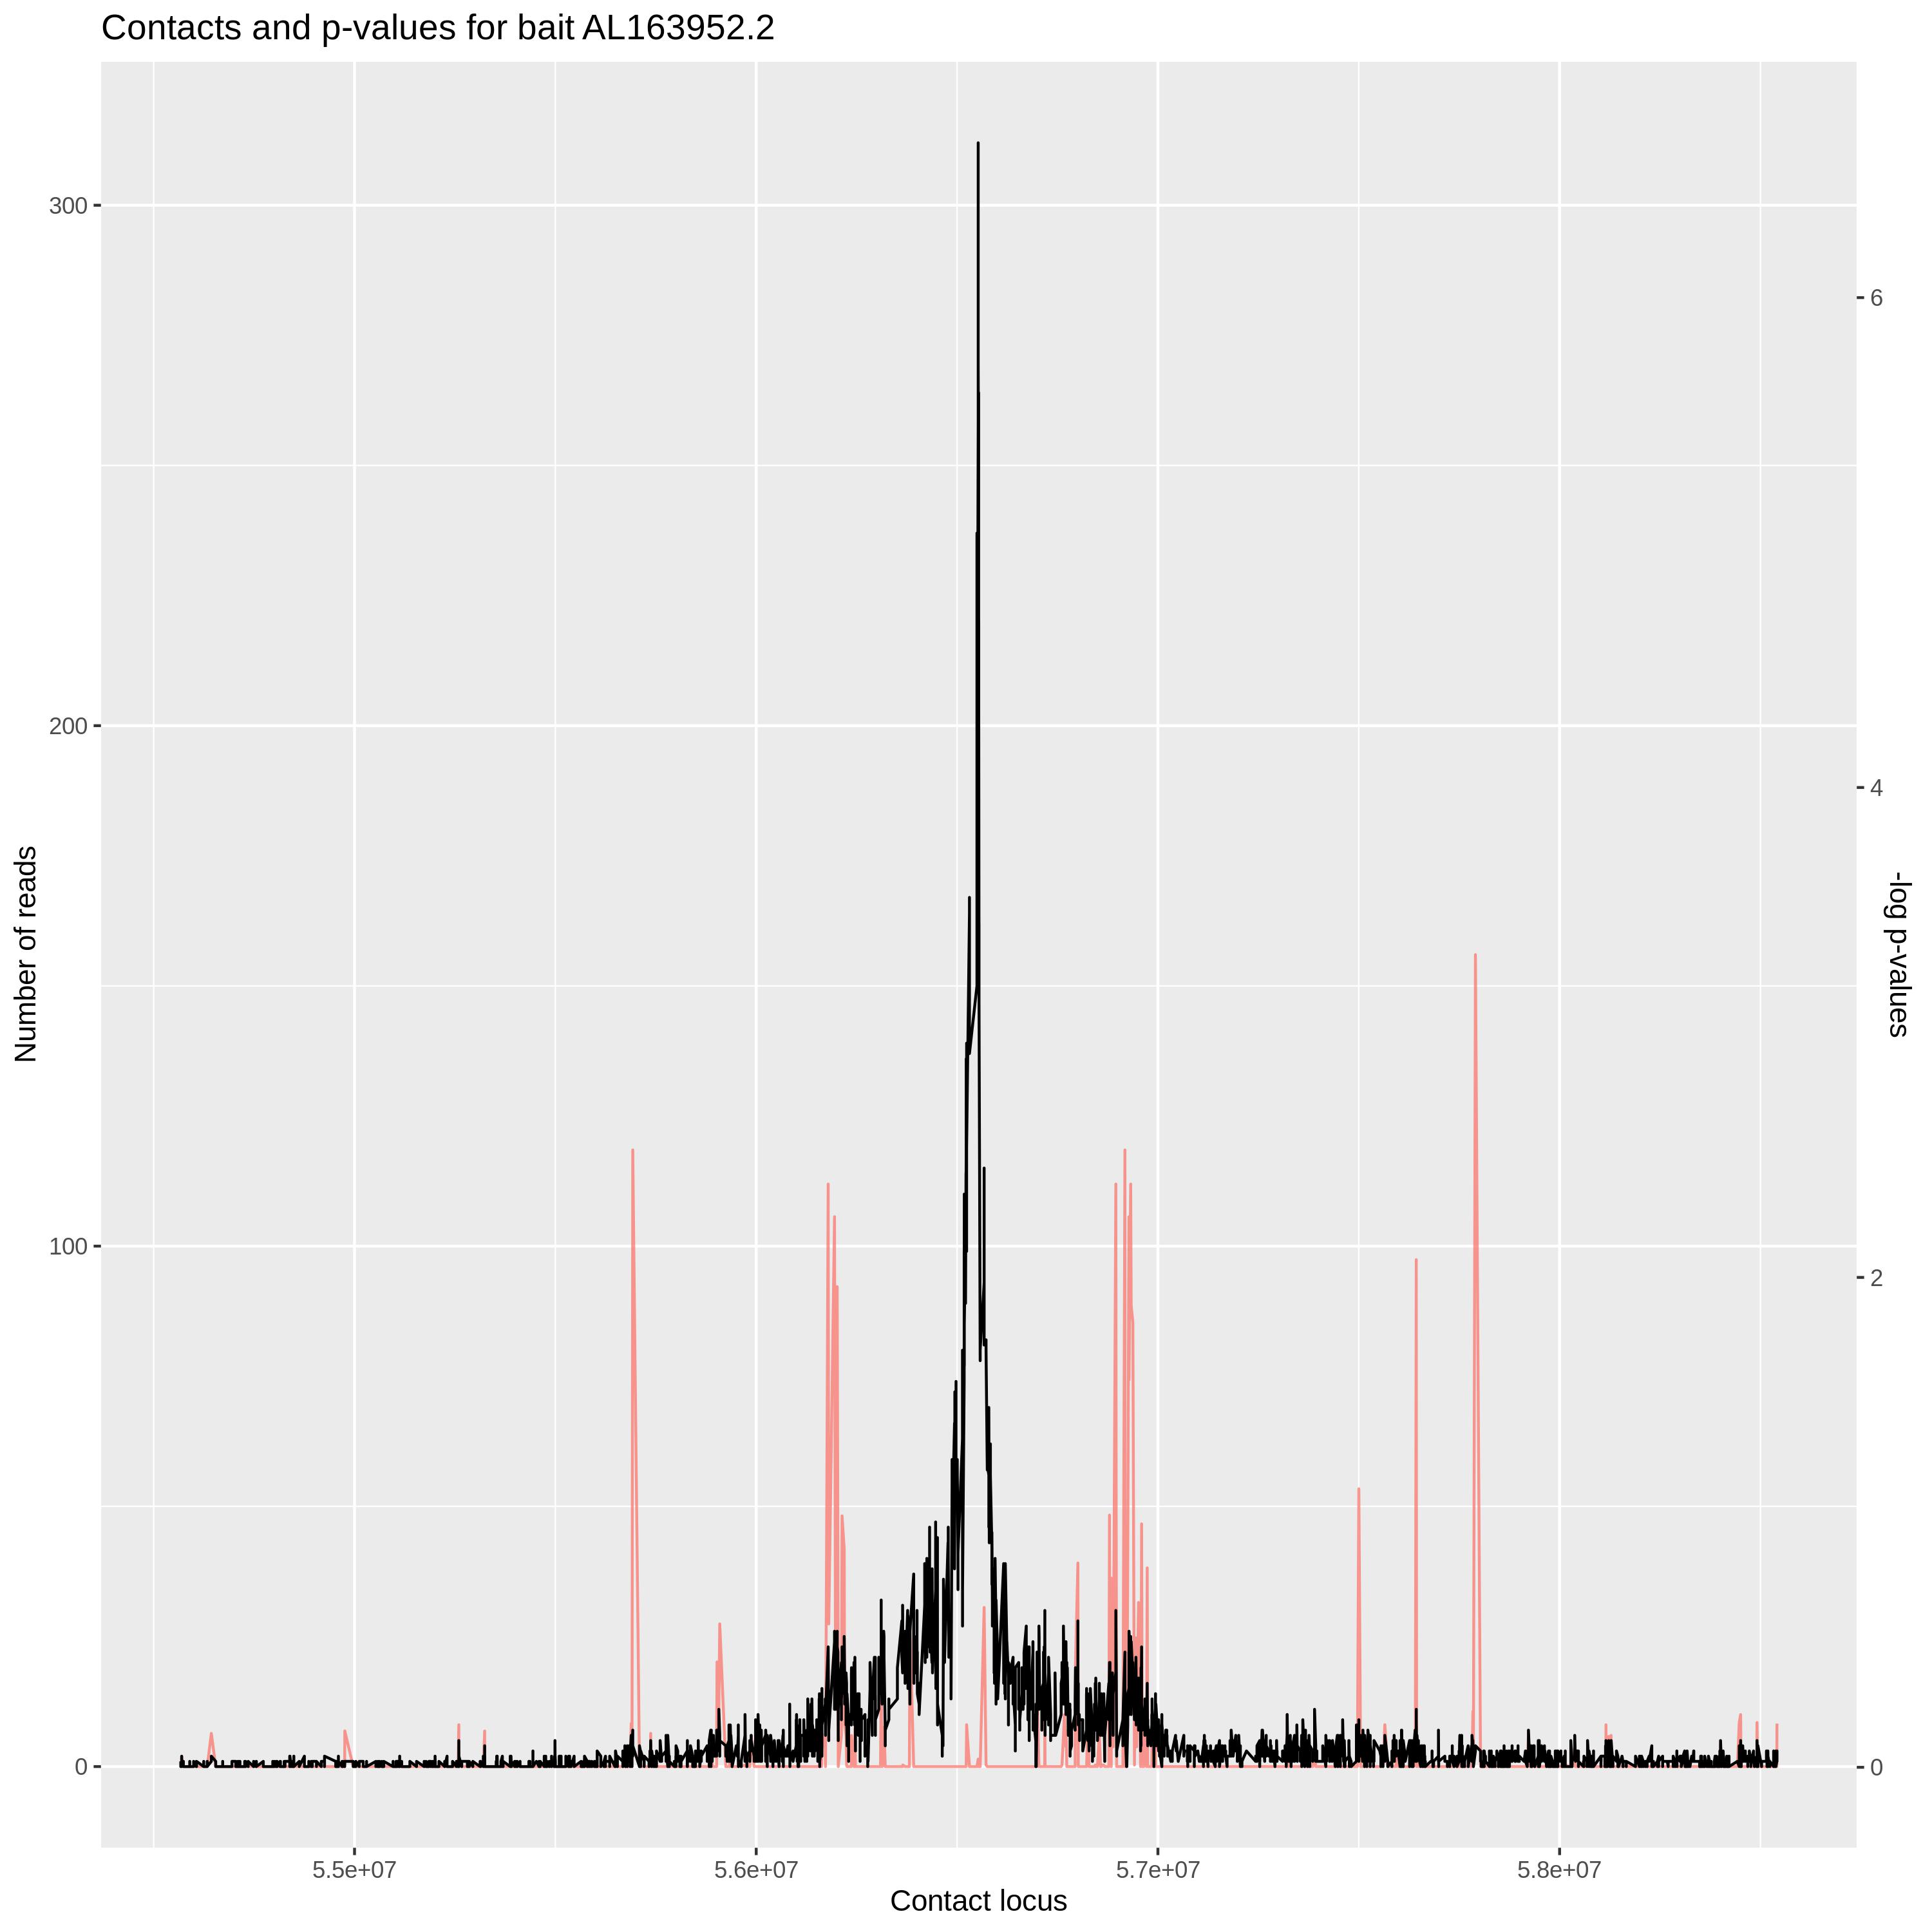 Contacts and p-values for bait AL163952.2
300
200
100
0
Number of reads
6
4
2
0
-log p-values
5.5e+07
5.6e+07
5.7e+07
5.8e+07
Contact locus